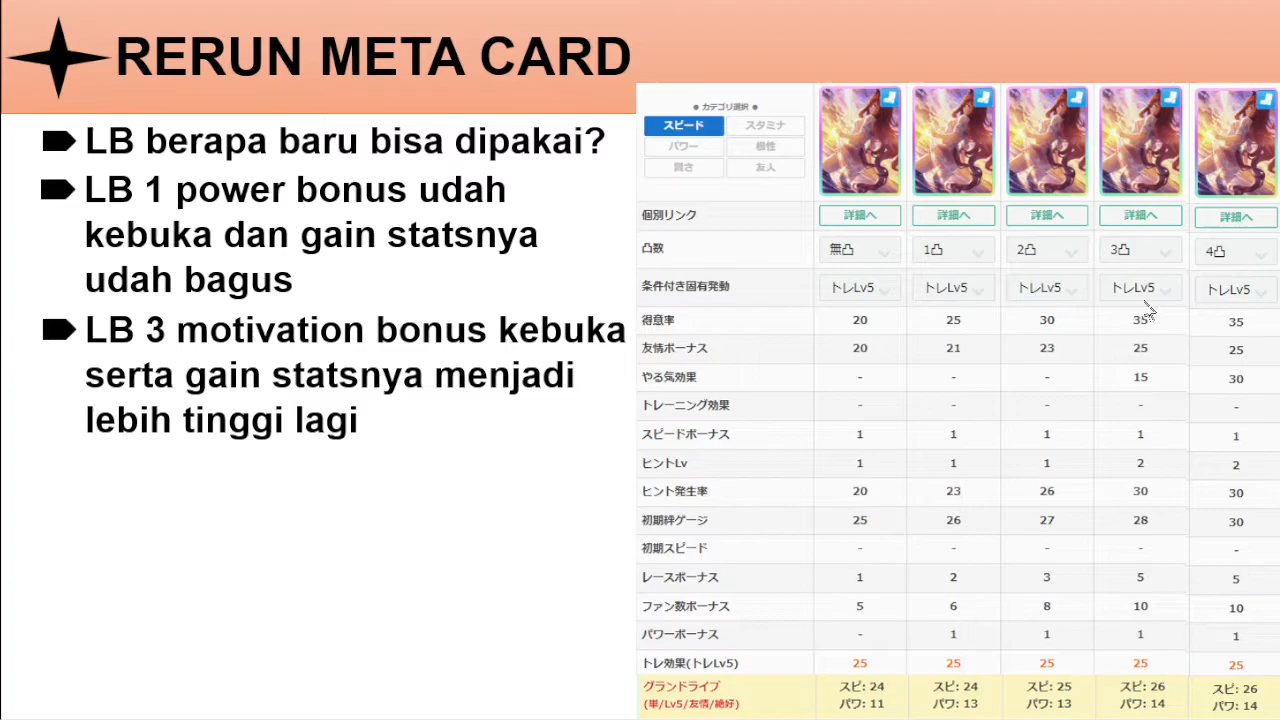 RERUN META CARD
LB berapa baru bisa dipakai?
LB 1 power bonus udah
kebuka dan gain statsnya
udah bagus
LB 3 motivation bonus kebuka
serta gain statsnya menjadi
lebih tinggi lagi
● カテゴリ選択 ●
スピード スタミナ
パワー 根性
賢さ 友人
個別リンク 詳細へ 詳細へ 詳細へ 詳細へ 詳細へ
凸数 無凸 1凸 2凸 3凸 4凸
条件付き固有発動 トレLv5 トレLv5 トレLv5 トレLv5 トレLv5
得意率 20 25 30 35 35
友情ボーナス 20 21 23 25 25
やる気効果 - - - 15 30
トレーニング効果 - - - - -
スピードボーナス 1 1 1 1 1
ヒントLv 1 1 1 2 2
ヒント発生率 20 23 26 30 30
初期絆ゲージ 25 26 27 28 30
初期スピード - - - - -
レースボーナス 1 2 3 5 5
ファン数ボーナス 5 6 8 10 10
パワーボーナス - 1 1 1 1
トレ効果(トレLv5) 25 25 25 25 25
グランドライブ スピ: 24 スピ: 24 スピ: 25 スピ: 26 スピ: 26
(単/Lv5/友情/絶好) パワ: 11 パワ: 13 パワ: 13 パワ: 14 パワ: 14